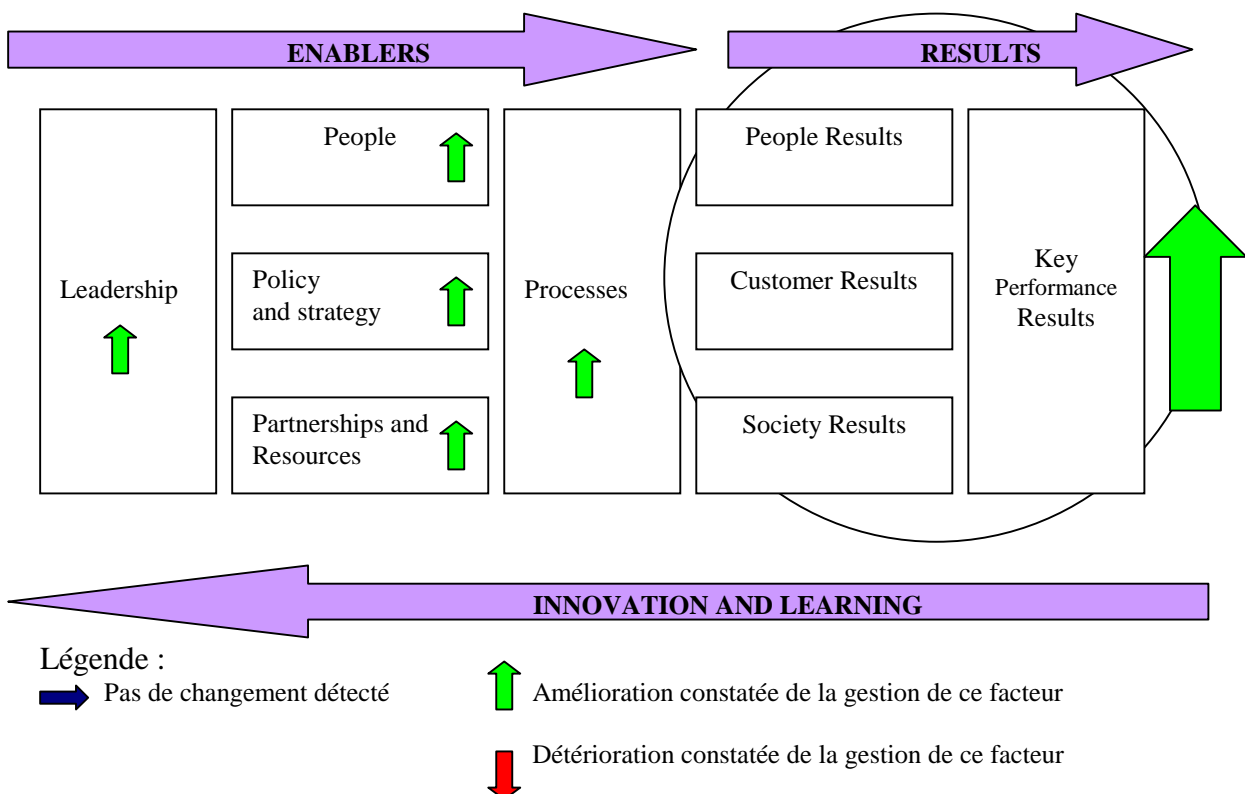 ENABLERS
RESULTS
Leadership
People
Policy
and strategy
Partnerships and
Resources
Processes
People Results
Customer Results
Society Results
Key
Performance
Results
INNOVATION AND LEARNING
Légende :
Pas de changement détecté
Amélioration constatée de la gestion de ce facteur
Détérioration constatée de la gestion de ce facteur